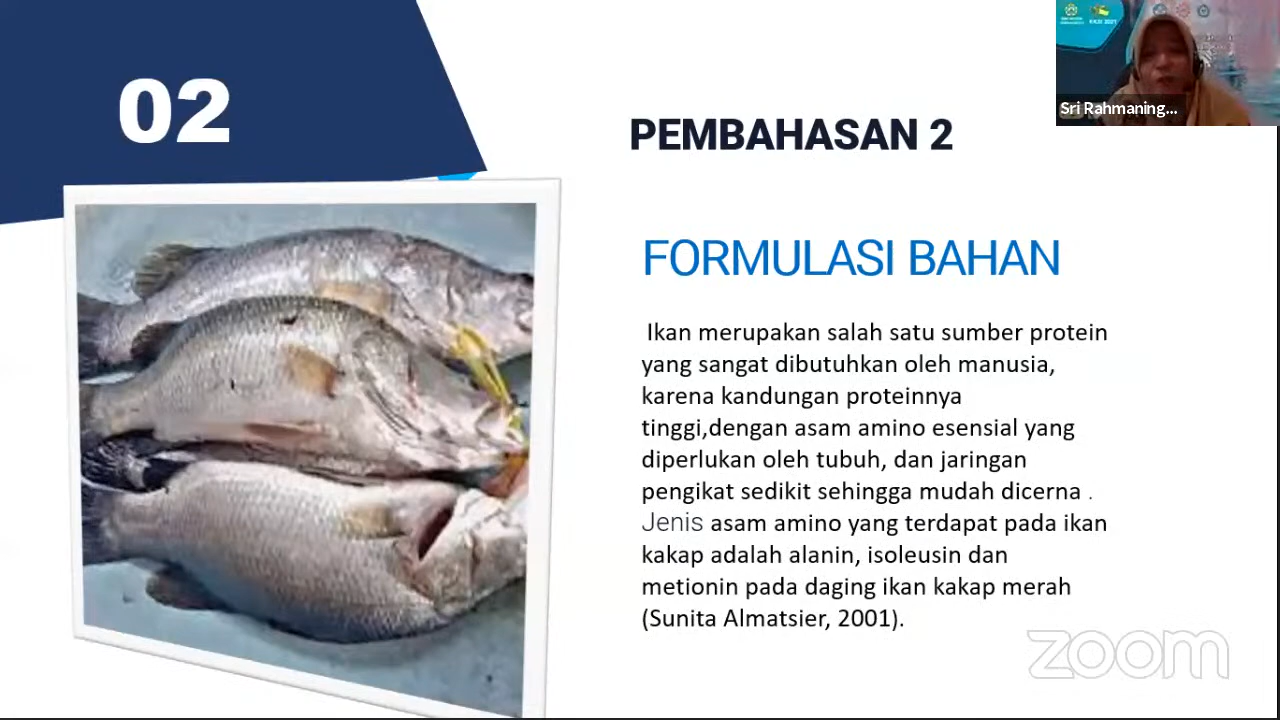 02
Sri Rahmaning...
PEMBAHASAN 2
FORMULASI BAHAN
Ikan merupakan salah satu sumber protein
yang sangat dibutuhkan oleh manusia,
karena kandungan proteinnya
tinggi,dengan asam amino esensial yang
diperlukan oleh tubuh, dan jaringan
pengikat sedikit sehingga mudah dicerna .
Jenis asam amino yang terdapat pada ikan
kakap adalah alanin, isoleusin dan
metionin pada daging ikan kakap merah
(Sunita Almatsier, 2001).
zoom